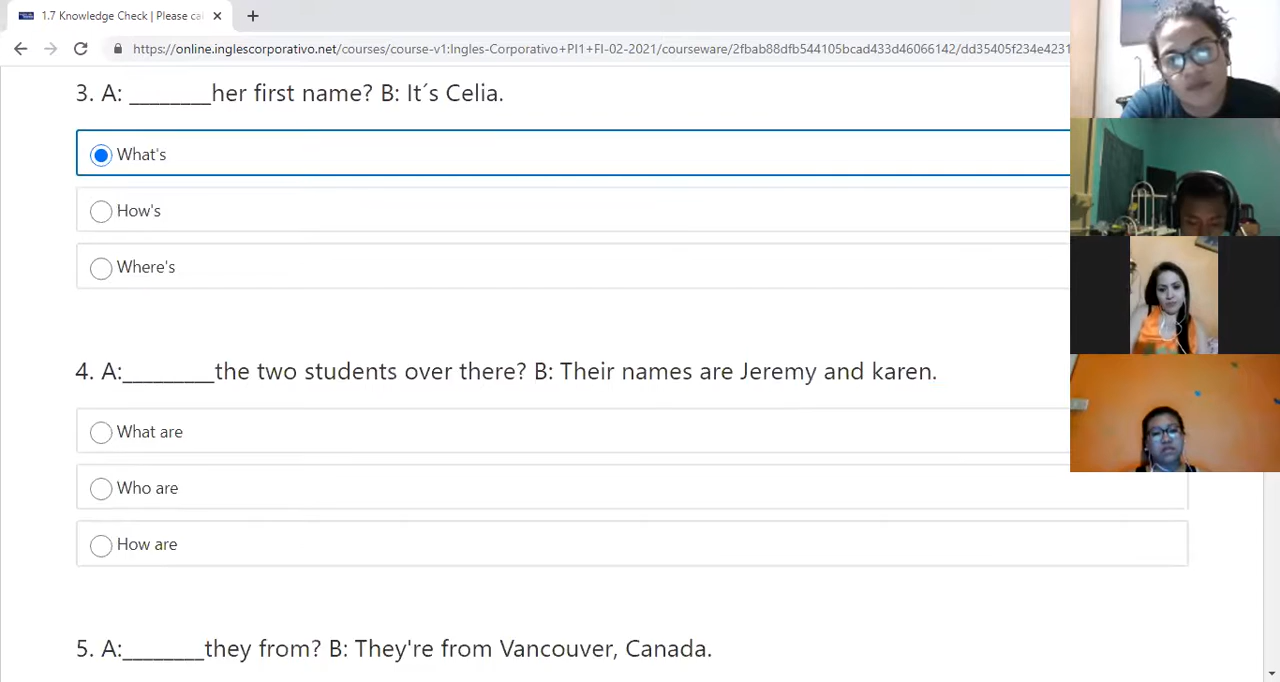 1.7 Knowledge Check | Please ca
https://online.inglescorporativo.net/courses/course-v1:Ingles-Corporativo+PI1+FI-02-2021/courseware/2fbab88dfb544105bcad433d46066142/dd35405f234e4231
3. A: ________her first name? B: It´s Celia.
What's
How's
Where's
4. A:_________the two students over there? B: Their names are Jeremy and karen.
What are
Who are
How are
5. A:________they from? B: They're from Vancouver, Canada.